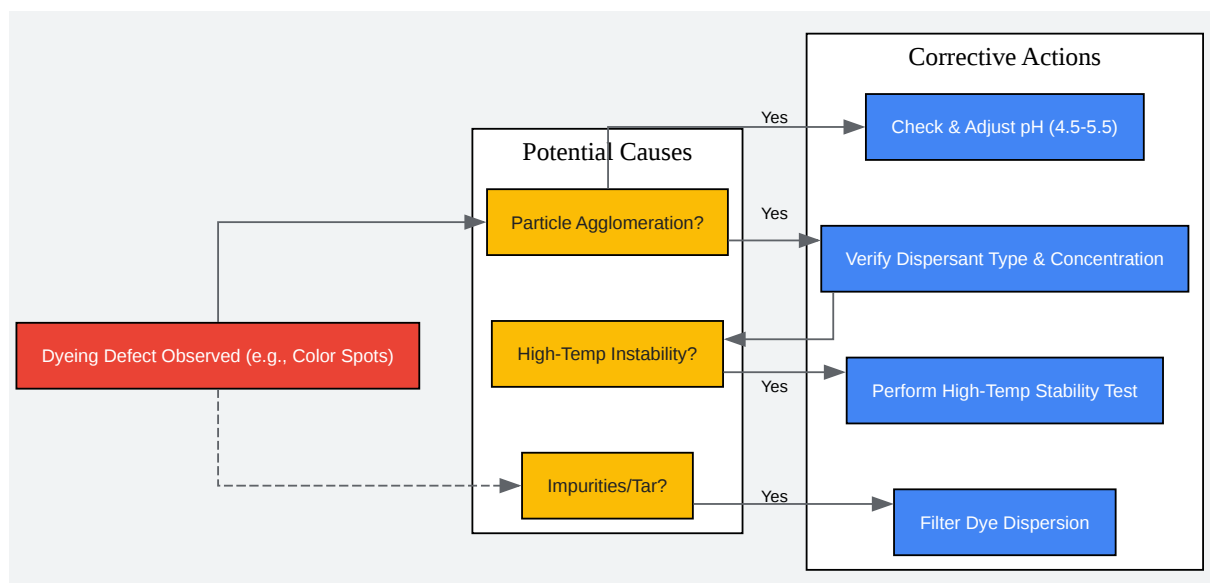 Corrective Actions
Yes
Check & Adjust pH (4.5-5.5)
Potential Causes
Particle Agglomeration?
Yes
Verify Dispersant Type & Concentration
Dyeing Defect Observed (e.g., Color Spots)
High-Temp Instability?
Yes
Perform High-Temp Stability Test
Impurities/Tar?
Yes
Filter Dye Dispersion